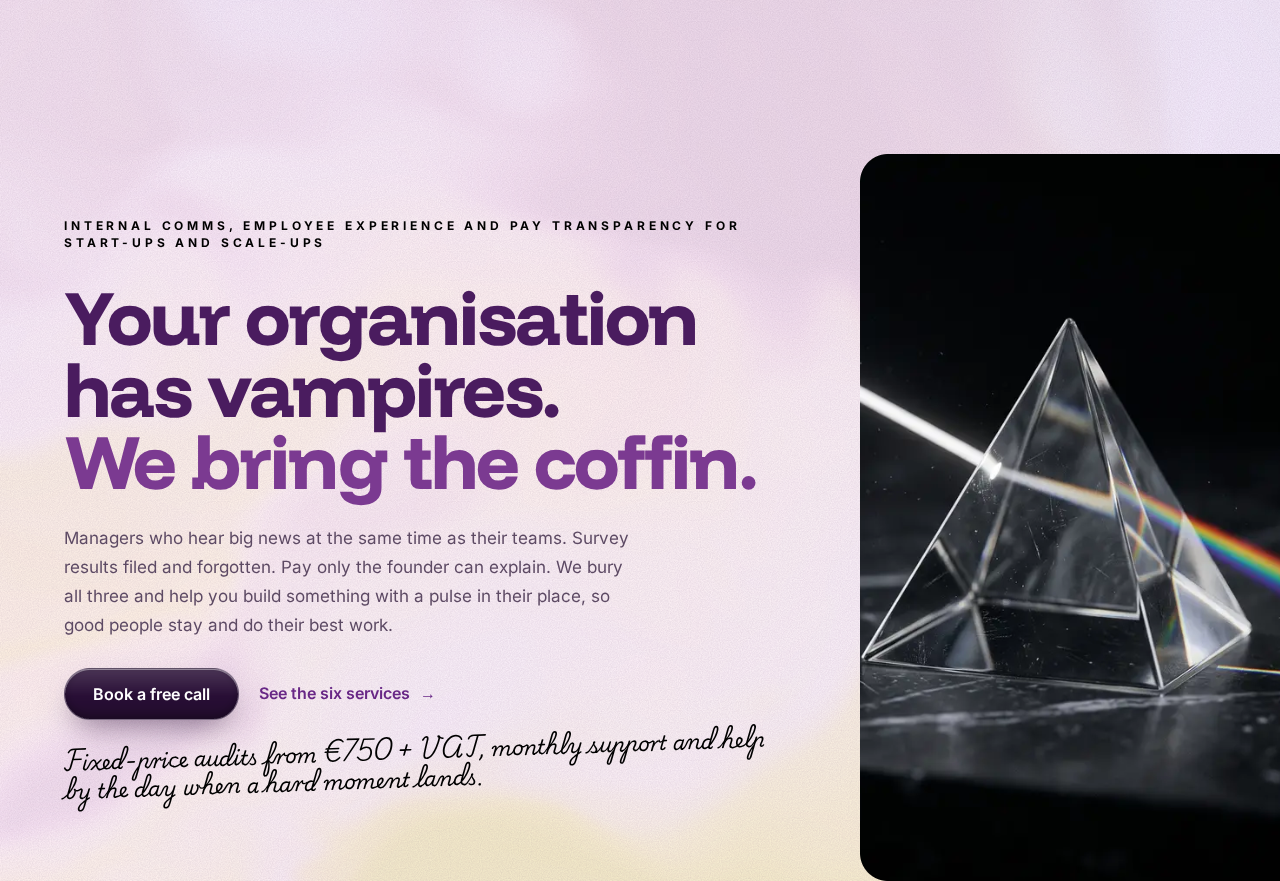 INTERNAL COMMS, EMPLOYEE EXPERIENCE AND PAY TRANSPARENCY FOR
START-UPS AND SCALE-UPS
Your organisation
has vampires.
We bring the coffin.
Managers who hear big news at the same time as their teams. Survey
results filed and forgotten. Pay only the founder can explain. We bury
all three and help you build something with a pulse in their place, so
good people stay and do their best work.
Book a free call
See the six services →
Fixed-price audits from €750 + VAT, monthly support and help
by the day when a hard moment lands.